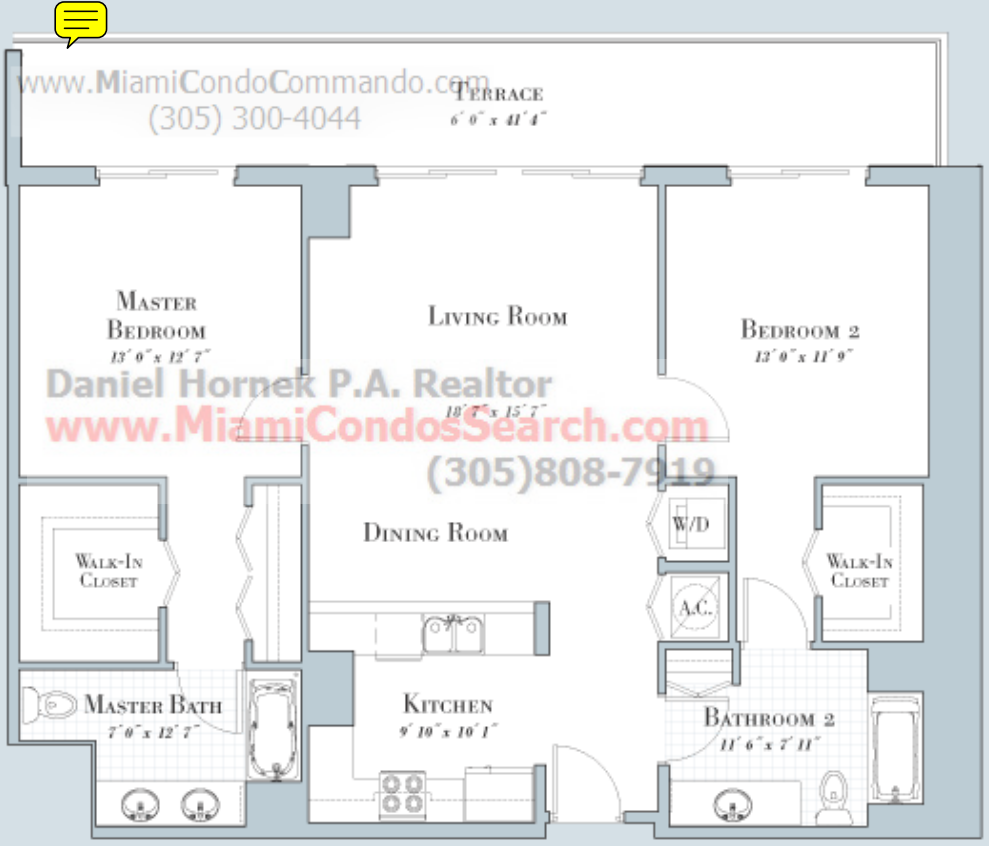 www.MiamiCondoCommando.com
(305) 300-4044
TERRACE
6' 0" x 41' 4"
MASTER
BEDROOM
13' 0" x 12' 7"
LIVING ROOM
18' 7" x 15' 7"
BEDROOM 2
13' 0" x 11' 9"
Daniel Hornek P.A. Realtor
www.MiamiCondosSearch.com
(305)808-7919
DINING ROOM
W/D
WALK-IN
CLOSET
WALK-IN
CLOSET
A.C.
MASTER BATH
7' 0" x 12' 7"
KITCHEN
9' 10" x 10' 1"
BATHROOM 2
11' 6" x 7' 11"